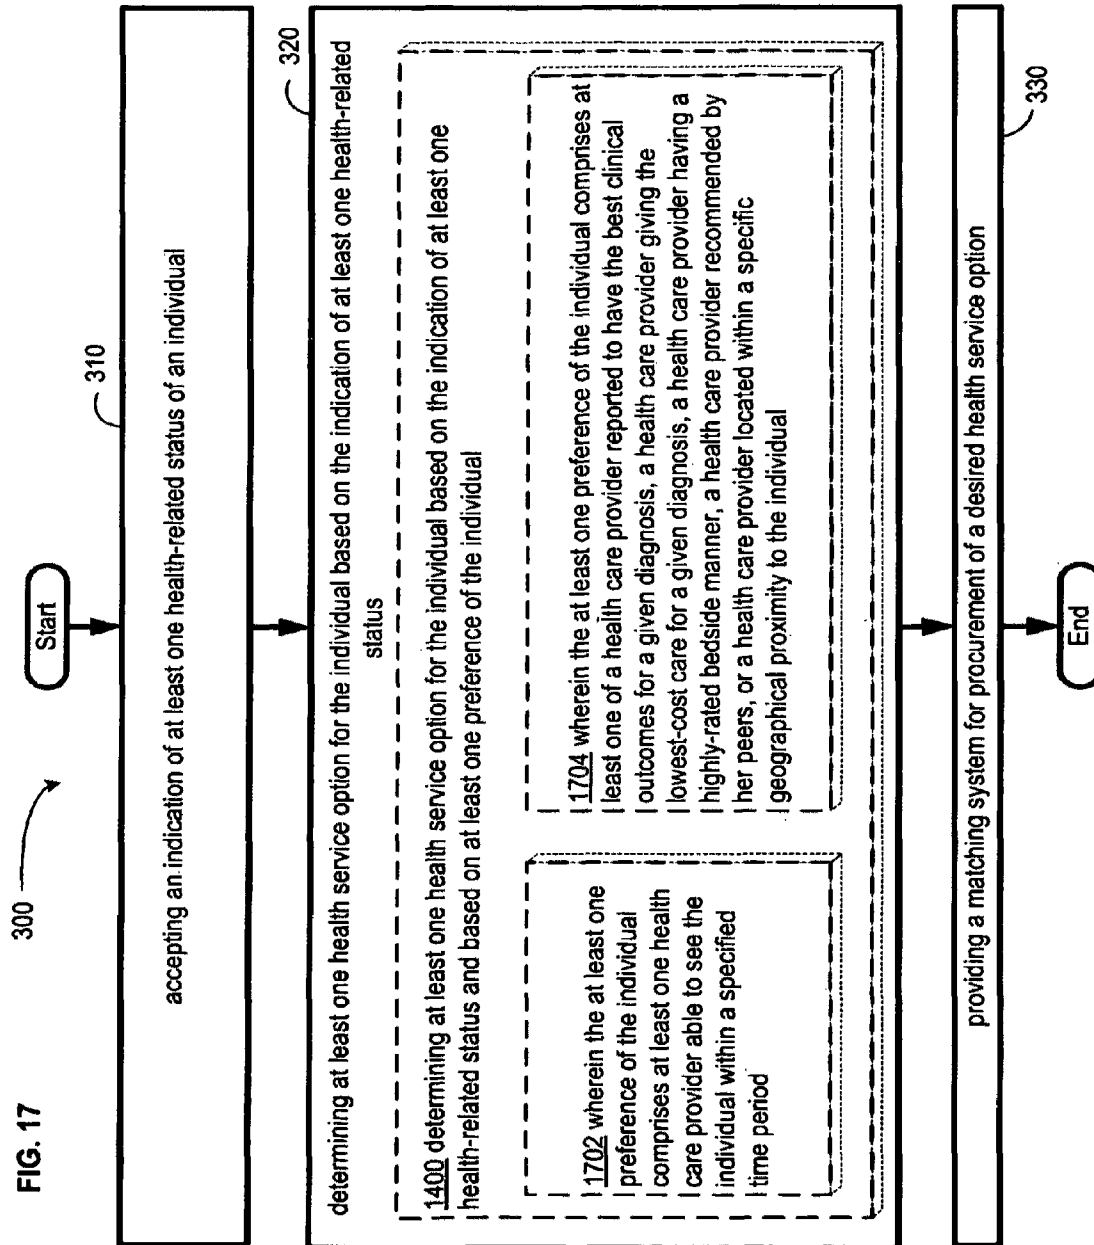 FIG. 17
300
Start
310
accepting an indication of at least one health-related status of an individual
320
determining at least one health service option for the individual based on the indication of at least one health-related
status
1400 determining at least one health service option for the individual based on the indication of at least one
health-related status and based on at least one preference of the individual
1702 wherein the at least one
preference of the individual
comprises at least one health
care provider able to see the
individual within a specified
time period
1704 wherein the at least one preference of the individual comprises at
least one of a health care provider reported to have the best clinical
outcomes for a given diagnosis, a health care provider giving the
lowest-cost care for a given diagnosis, a health care provider having a
highly-rated bedside manner, a health care provider recommended by
her peers, or a health care provider located within a specific
geographical proximity to the individual
330
providing a matching system for procurement of a desired health service option
End